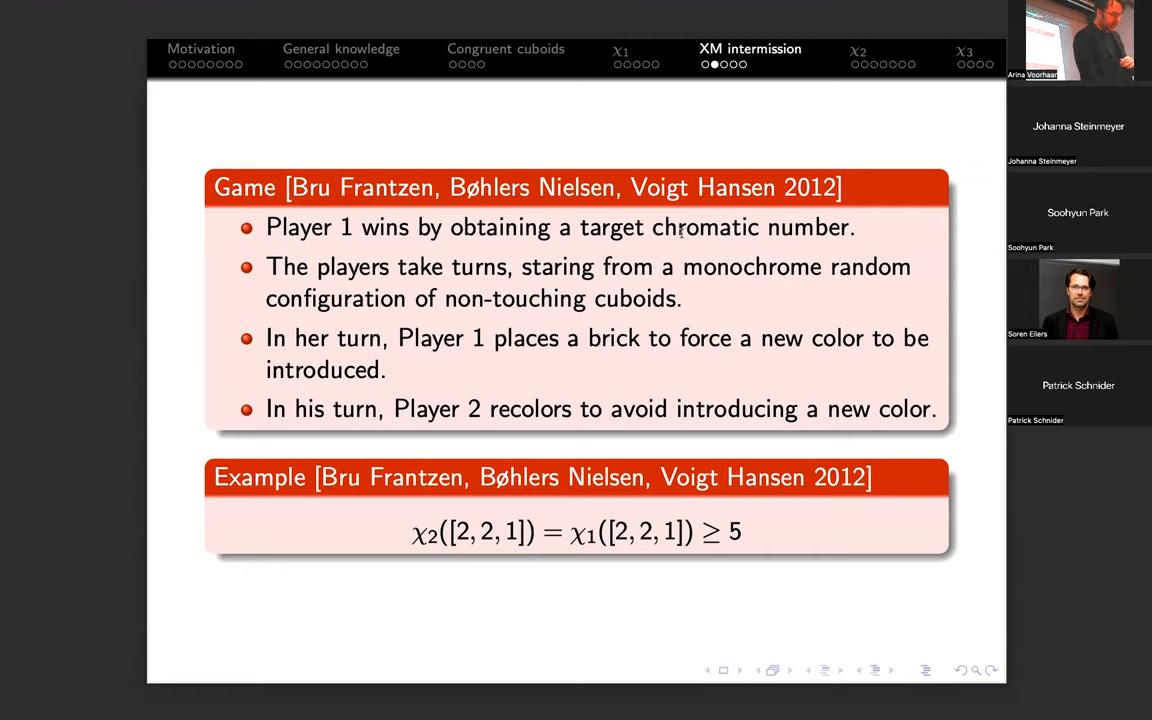 Motivation
General knowledge
Congruent cuboids
χ1
XM intermission
χ2
χ3
Game [Bru Frantzen, Bøhlers Nielsen, Voigt Hansen 2012]
Player 1 wins by obtaining a target chromatic number.
The players take turns, staring from a monochrome random
configuration of non-touching cuboids.
In her turn, Player 1 places a brick to force a new color to be
introduced.
In his turn, Player 2 recolors to avoid introducing a new color.
Example [Bru Frantzen, Bøhlers Nielsen, Voigt Hansen 2012]
χ2([2, 2, 1]) = χ1([2, 2, 1]) ≥ 5
Arina Voorhaar
Johanna Steinmeyer
Johanna Steinmeyer
Soohyun Park
Soohyun Park
Soren Eilers
Patrick Schnider
Patrick Schnider